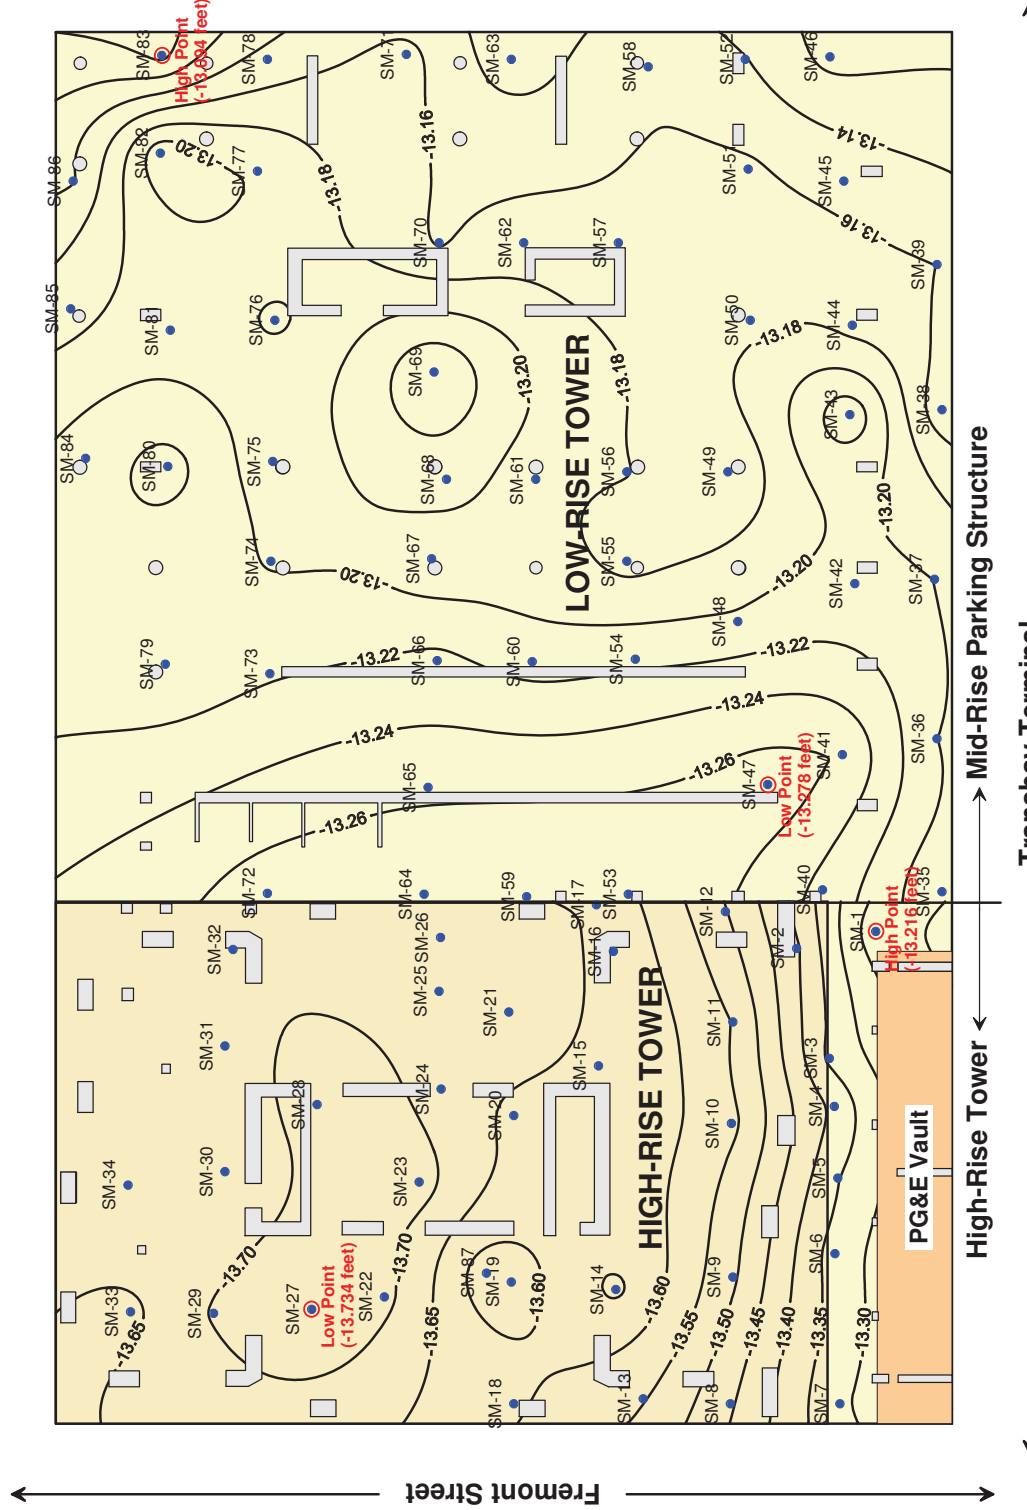 SM-83
High Point
(-13.094 feet)
SM-78
SM-71
SM-63
SM-58
SM-52
SM-46
SM-86
SM-82
-13.20
SM-77
-13.18
-13.16
SM-51
-13.14
SM-45
-13.16
SM-70
SM-62
SM-57
SM-39
SM-85
SM-81
SM-76
SM-69
-13.20
-13.18
SM-50
-13.18
SM-44
SM-43
SM-38
LOW-RISE TOWER
SM-84
SM-80
SM-75
SM-68
SM-61
SM-56
SM-49
-13.20
SM-74
-13.20
SM-67
SM-55
-13.20
SM-42
SM-37
SM-48
SM-79
SM-73
-13.22
SM-66
SM-60
SM-54
-13.22
-13.24
-13.24
SM-36
SM-65
-13.26
SM-47
Low Point
(-13.278 feet)
SM-41
-13.26
SM-72
SM-64
SM-59
SM-17
SM-53
SM-12
SM-40
SM-35
SM-32
SM-26
SM-16
SM-2
SM-1
High Point
(-13.216 feet)
SM-25
SM-21
SM-11
SM-31
SM-15
SM-3
HIGH-RISE TOWER
SM-28
SM-24
SM-20
SM-10
SM-4
SM-34
SM-30
SM-23
SM-5
PG&E Vault
-13.70
-13.70
SM-87
SM-19
-13.60
SM-14
SM-9
SM-6
SM-33
-13.65
SM-29
SM-27
Low Point
(-13.734 feet)
SM-22
-13.65
-13.60
-13.55
-13.50
-13.45
-13.40
-13.35
-13.30
SM-18
SM-13
SM-8
SM-7
High-Rise Tower
Mid-Rise Parking Structure
Transbay Terminal
Fremont Street